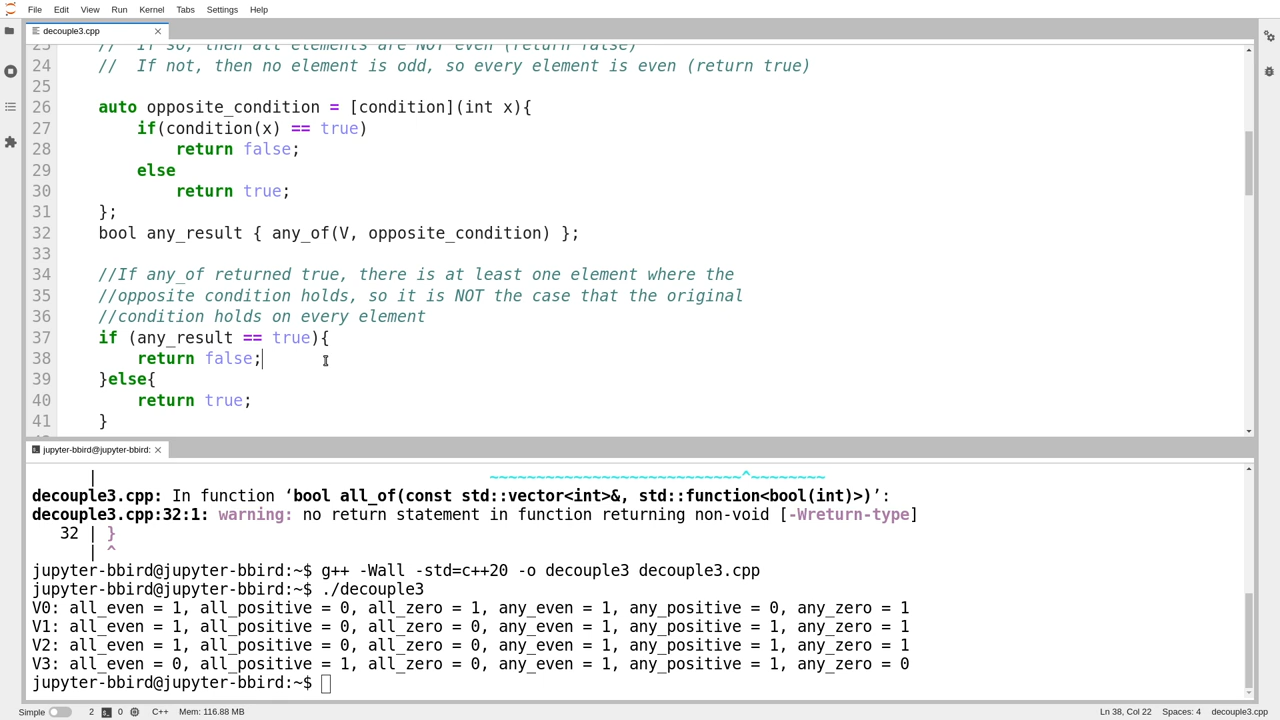 File Edit View Run Kernel Tabs Settings Help
decouple3.cpp
23 // If so, then all elements are NOT even (return false)
24 // If not, then no element is odd, so every element is even (return true)
25
26 auto opposite_condition = [condition](int x){
27 if(condition(x) == true)
28 return false;
29 else
30 return true;
31 };
32 bool any_result { any_of(V, opposite_condition) };
33
34 //If any_of returned true, there is at least one element where the
35 //opposite condition holds, so it is NOT the case that the original
36 //condition holds on every element
37 if (any_result == true){
38 return false;
39 }else{
40 return true;
41 }
jupyter-bbird@jupyter-bbird:
| ~~~~~~~~~~~~~~~~~~~~~~~~~~^~~~~~~~
decouple3.cpp: In function ‘bool all_of(const std::vector<int>&, std::function<bool(int)>)’:
decouple3.cpp:32:1: warning: no return statement in function returning non-void [-Wreturn-type]
32 | }
| ^
jupyter-bbird@jupyter-bbird:~$ g++ -Wall -std=c++20 -o decouple3 decouple3.cpp
jupyter-bbird@jupyter-bbird:~$ ./decouple3
V0: all_even = 1, all_positive = 0, all_zero = 1, any_even = 1, any_positive = 0, any_zero = 1
V1: all_even = 1, all_positive = 0, all_zero = 0, any_even = 1, any_positive = 1, any_zero = 1
V2: all_even = 1, all_positive = 0, all_zero = 0, any_even = 1, any_positive = 1, any_zero = 1
V3: all_even = 0, all_positive = 1, all_zero = 0, any_even = 1, any_positive = 1, any_zero = 0
jupyter-bbird@jupyter-bbird:~$
Simple 2 0 C++ Mem: 116.88 MB Ln 38, Col 22 Spaces: 4 decouple3.cpp